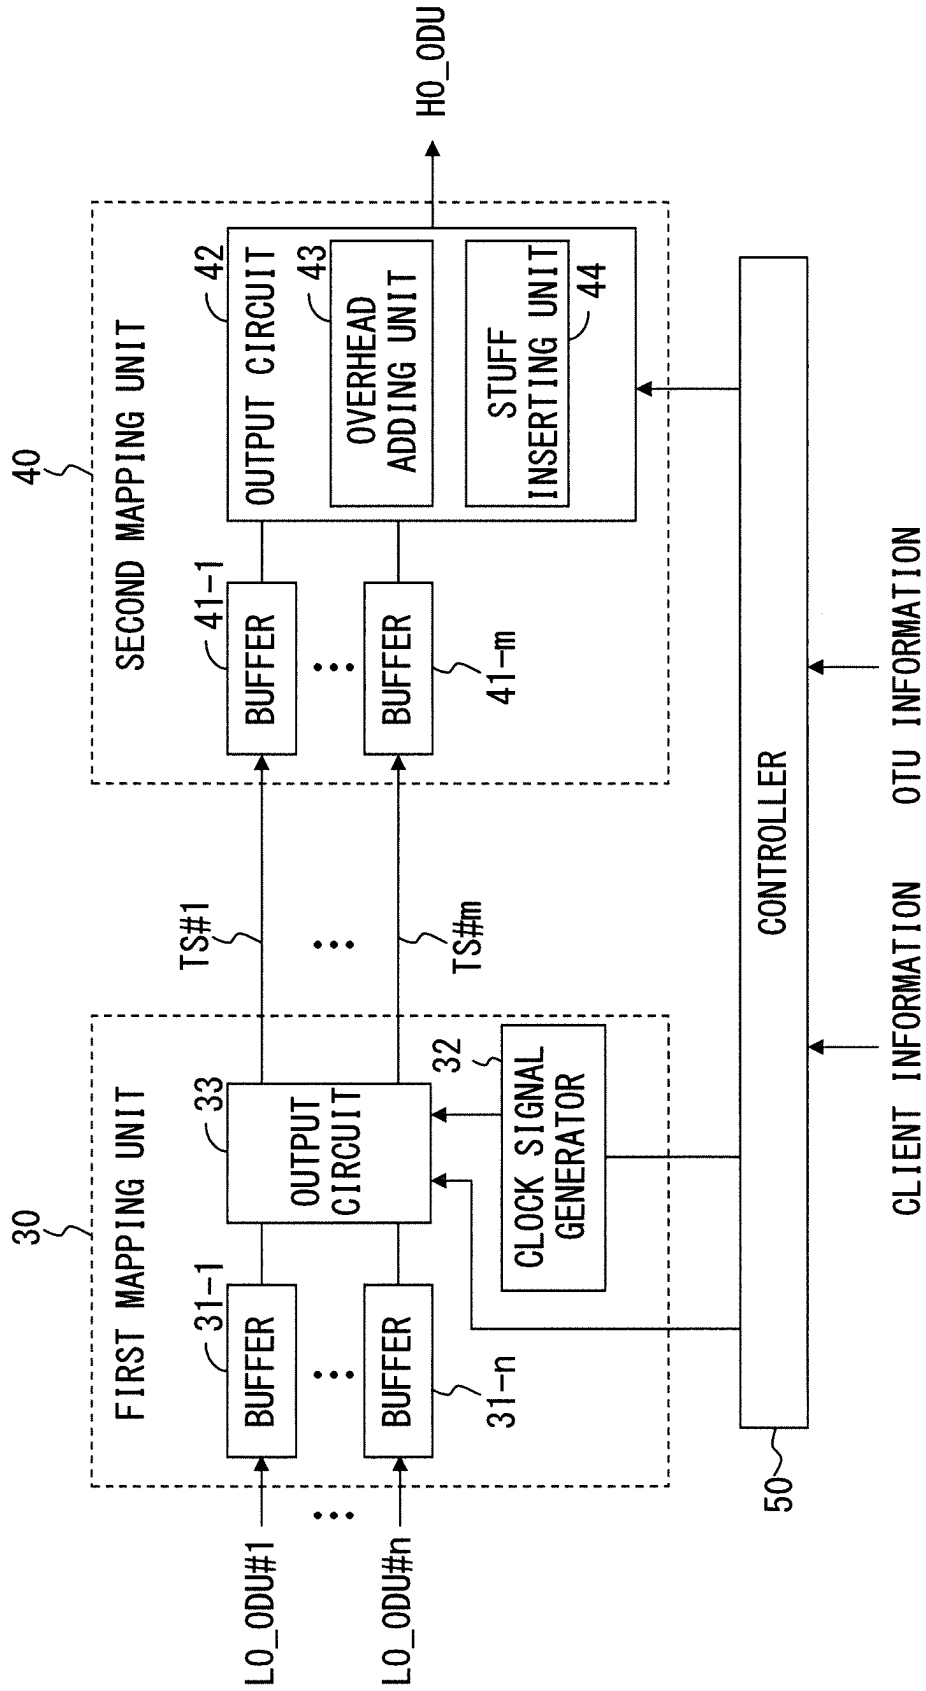 30
FIRST MAPPING UNIT
LO_ODU#1
LO_ODU#n
31-1
BUFFER
BUFFER
31-n
33
OUTPUT
CIRCUIT
32
CLOCK SIGNAL
GENERATOR
TS#1
TS#m
40
SECOND MAPPING UNIT
41-1
BUFFER
BUFFER
41-m
42
OUTPUT CIRCUIT
43
OVERHEAD
ADDING UNIT
STUFF
INSERTING UNIT
44
HO_ODU
50
CONTROLLER
CLIENT INFORMATION
OTU INFORMATION